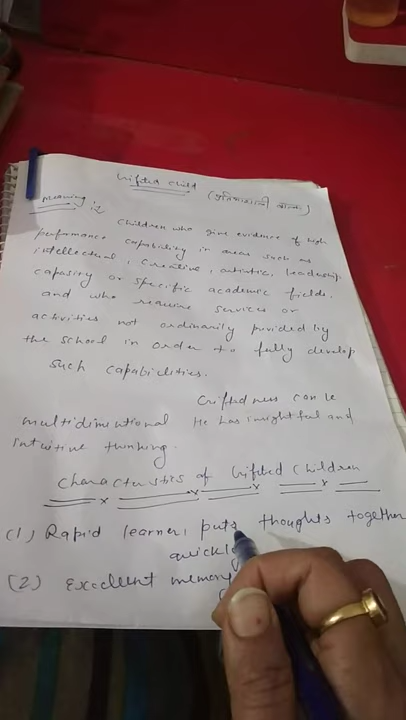 Gifted child (प्रतिभाशाली बालक)
Meaning :-
Children who give evidence of high
performance capability in areas such as
intellectual, creative, artistic, leadership
capacity or specific academic fields,
and who require services or
activities not ordinarily provided by
the school in order to fully develop
such capabilities.
Giftedness can be
multidimentional He has insightful and
intuitive thinking.
Characteristics of Gifted Children
(1) Rapid learner, puts thoughts together
quickly
(2) Excellent memory